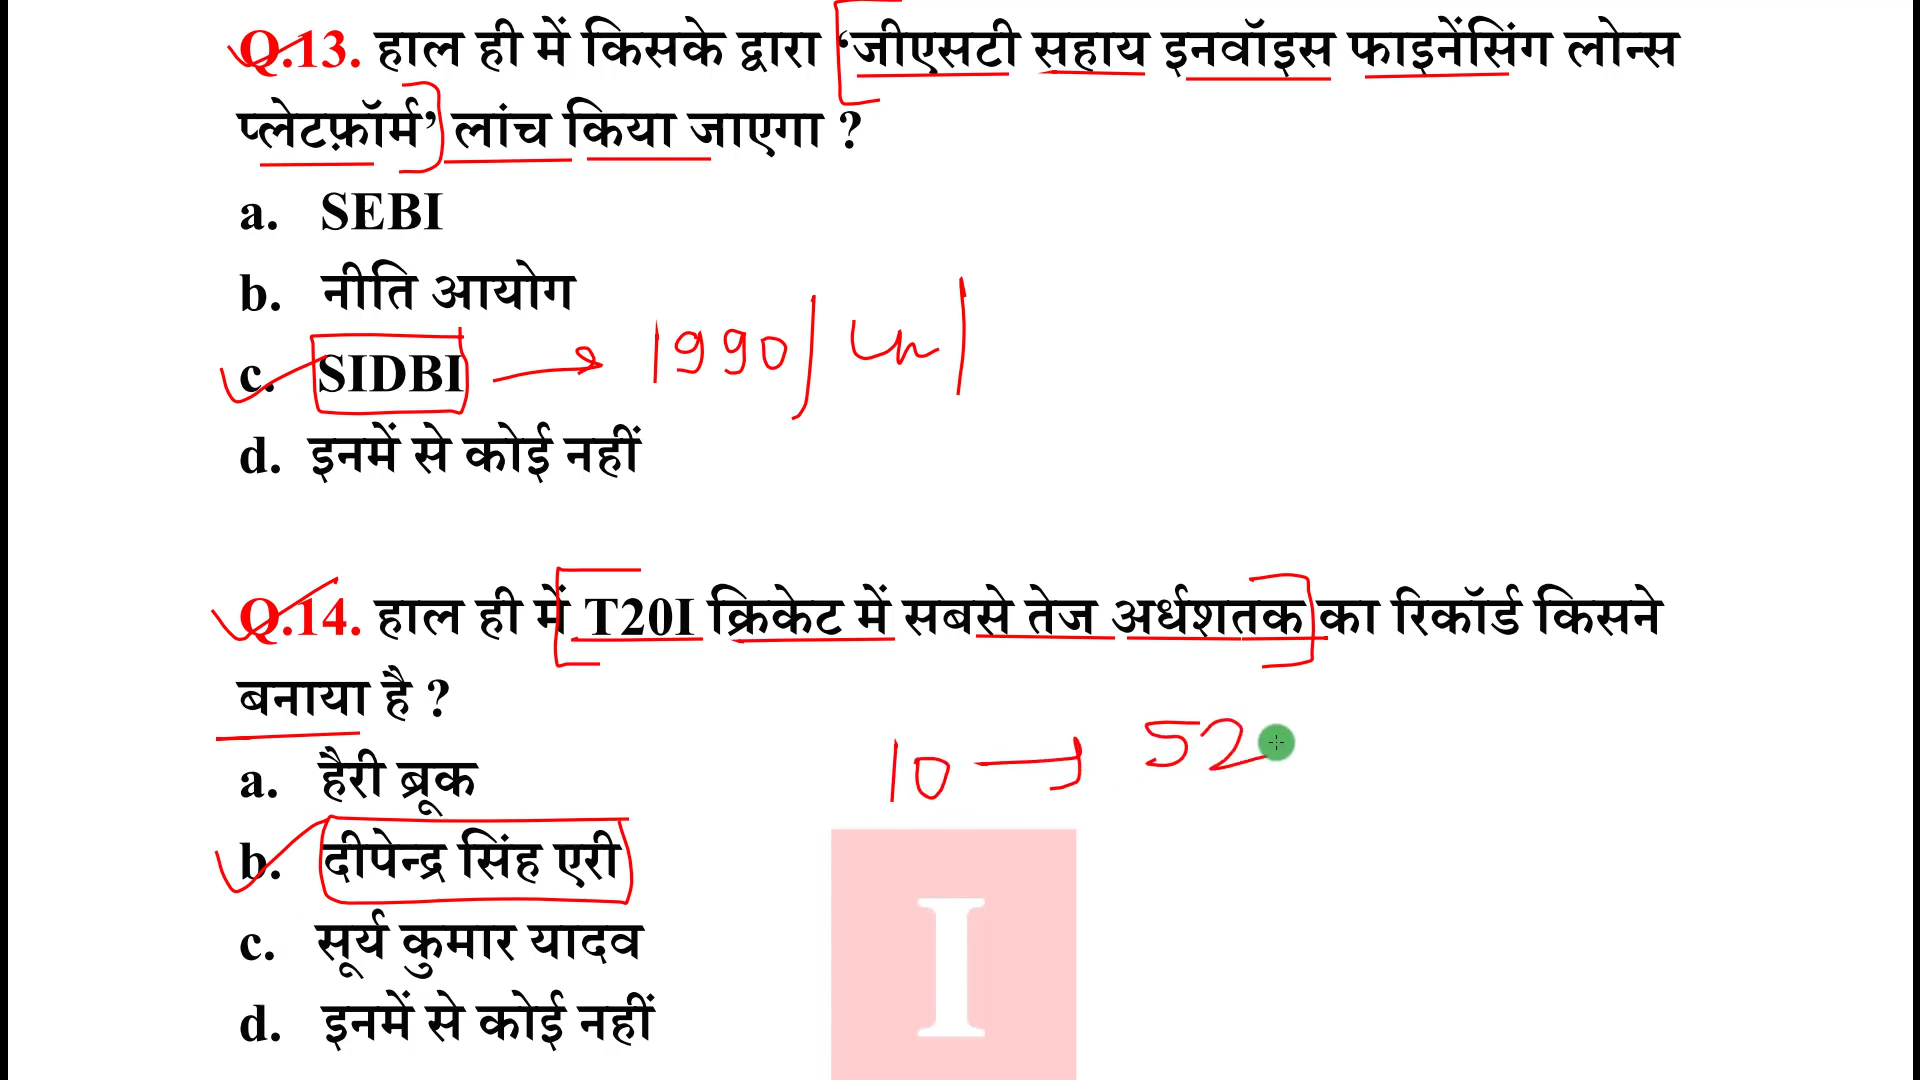 Q.13. हाल ही में किसके द्वारा ‘जीएसटी सहाय इनवॉइस फाइनेंसिंग लोन्स
प्लेटफ़ॉर्म’ लांच किया जाएगा ?
a. SEBI
b. नीति आयोग
c. SIDBI → 1990
d. इनमें से कोई नहीं
Q.14. हाल ही में T20I क्रिकेट में सबसे तेज अर्धशतक का रिकॉर्ड किसने
बनाया है ?
10 → 52
a. हैरी ब्रूक
b. दीपेन्द्र सिंह एरी
c. सूर्य कुमार यादव
d. इनमें से कोई नहीं
I